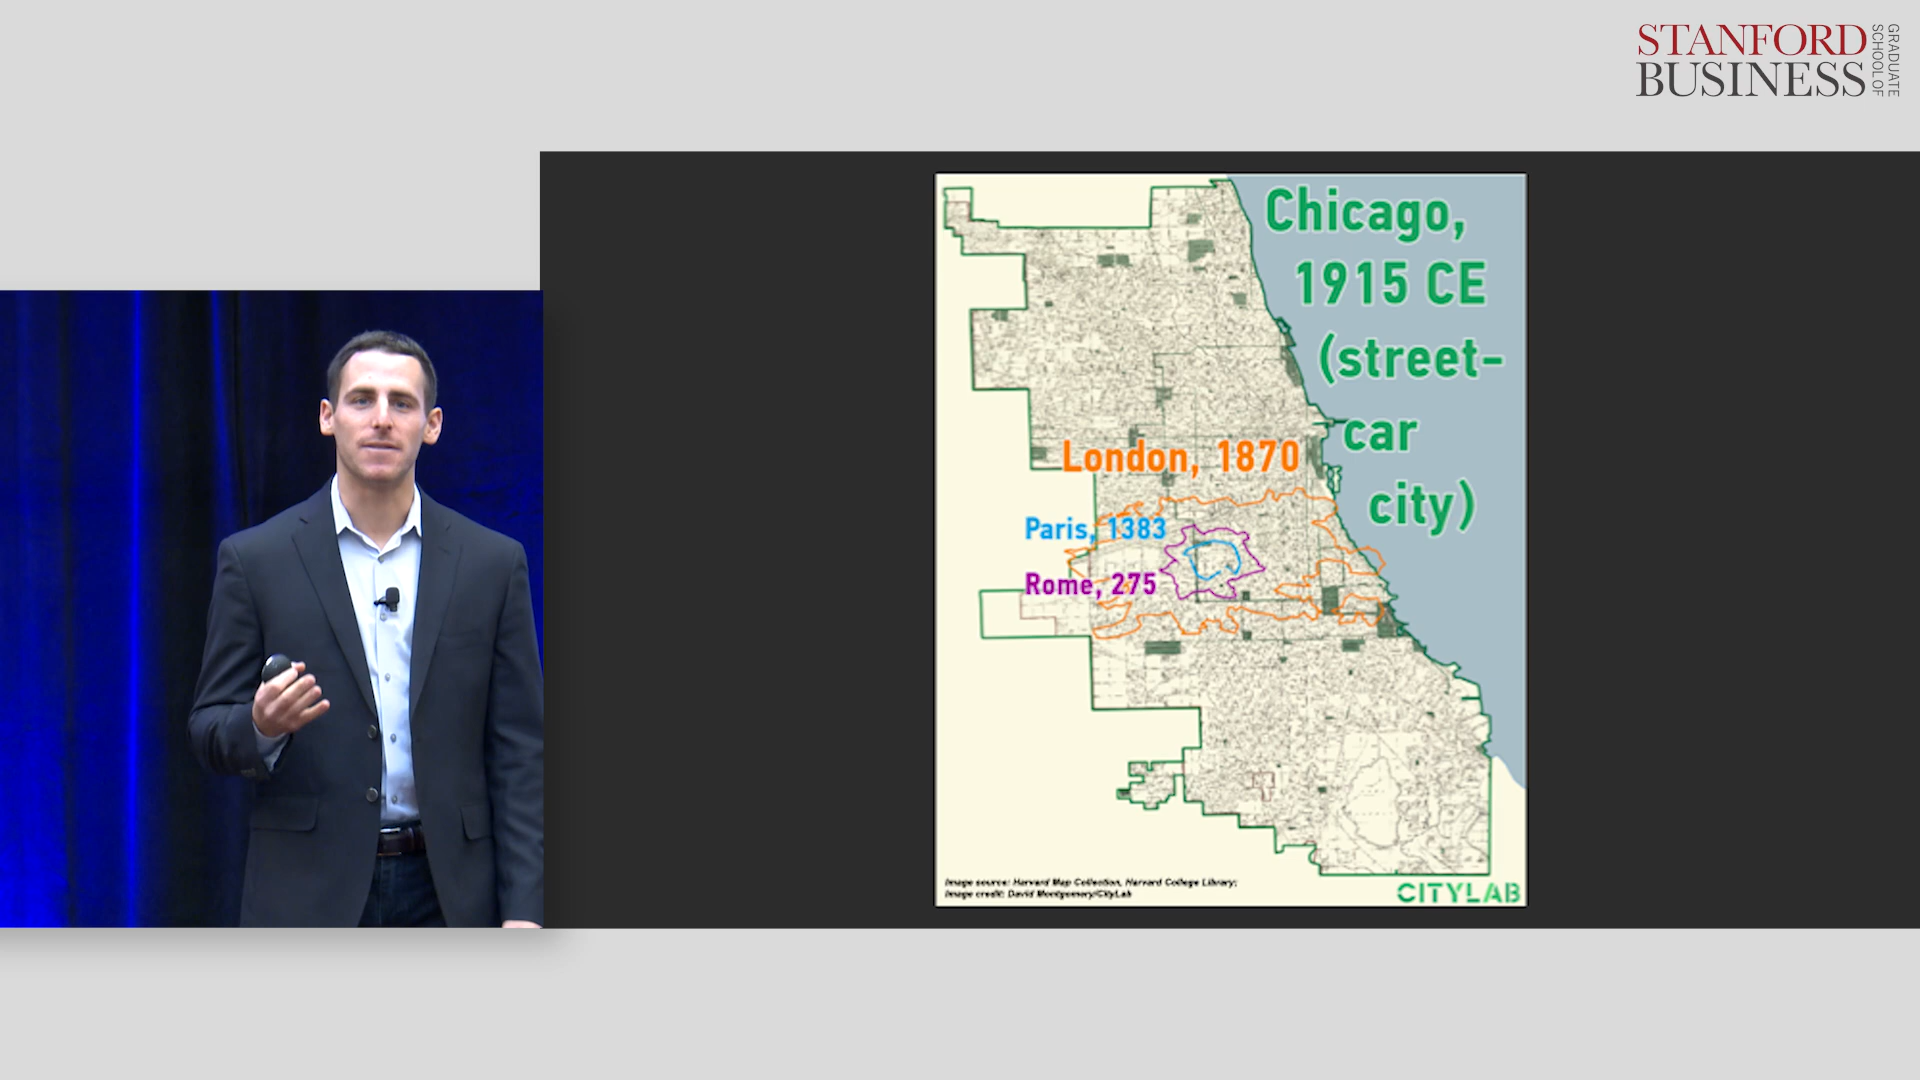 STANFORD
BUSINESS
GRADUATE
SCHOOL OF
Chicago,
1915 CE
(street-
car
city)
London, 1870
Paris, 1383
Rome, 275
Image source: Harvard Map Collection, Harvard College Library;
Image credit: David Montgomery/CityLab
CITYLAB